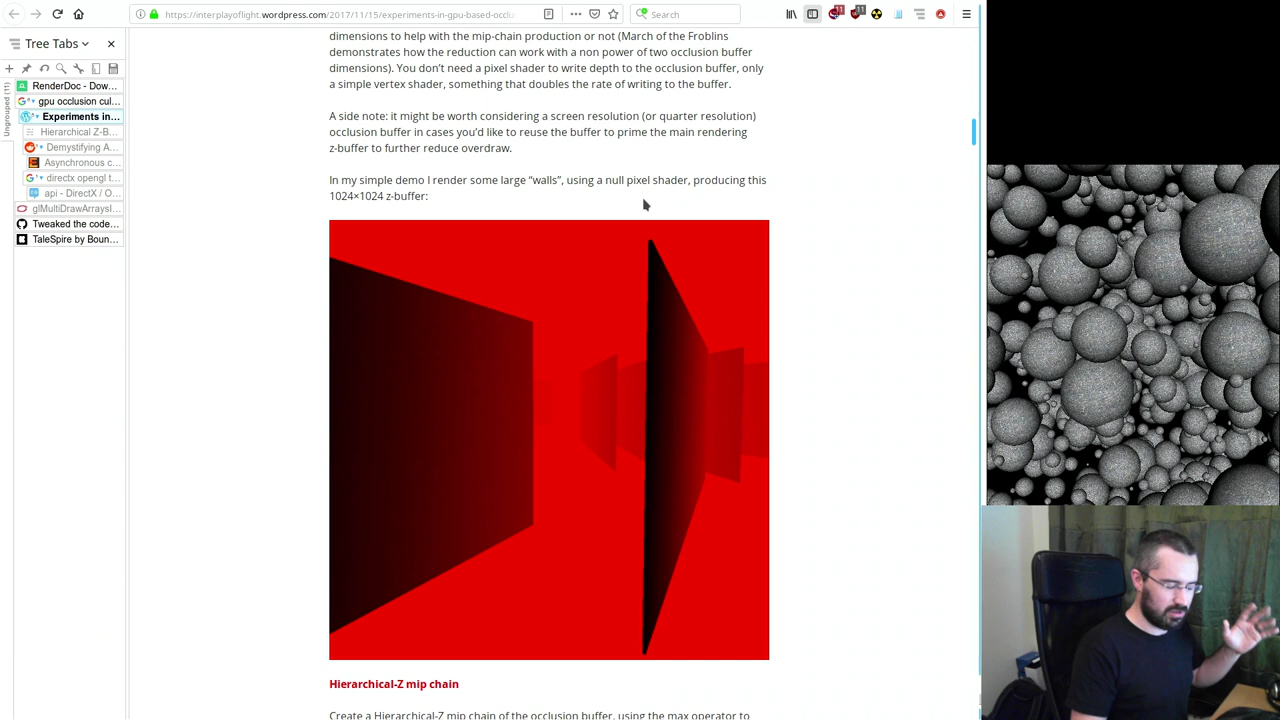 https://interplayoflight.wordpress.com/2017/11/15/experiments-in-gpu-based-occlu
Search
11
11
Tree Tabs
Ungrouped (11)
RenderDoc - Dow...
gpu occlusion cul...
Experiments in...
Hierarchical Z-B...
Demystifying A...
Asynchronous c...
directx opengl t...
api - DirectX / O...
glMultiDrawArraysI...
Tweaked the code...
TaleSpire by Boun...
dimensions to help with the mip-chain production or not (March of the Froblins
demonstrates how the reduction can work with a non power of two occlusion buffer
dimensions). You don't need a pixel shader to write depth to the occlusion buffer, only
a simple vertex shader, something that doubles the rate of writing to the buffer.
A side note: it might be worth considering a screen resolution (or quarter resolution)
occlusion buffer in cases you'd like to reuse the buffer to prime the main rendering
z-buffer to further reduce overdraw.
In my simple demo I render some large “walls”, using a null pixel shader, producing this
1024×1024 z-buffer:
Hierarchical-Z mip chain
Create a Hierarchical-Z mip chain of the occlusion buffer, using the max operator to